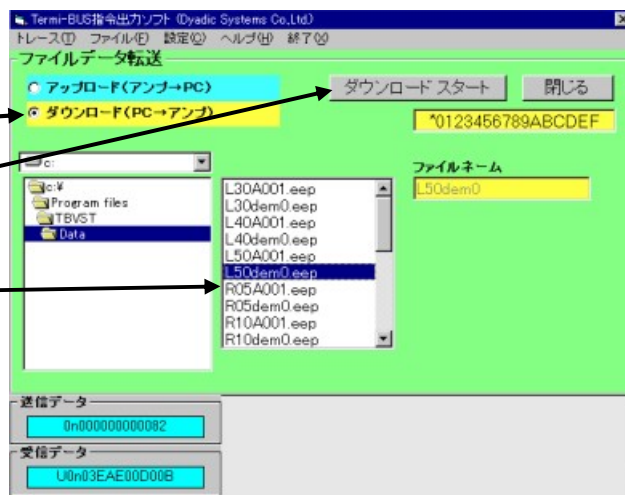 Termi-BUS指令出力ソフト (Dyadic Systems Co.,Ltd.)
トレース(T) ファイル(F) 設定(C) ヘルプ(H) 終了(X)
ファイルデータ転送
アップロード(アンプ→PC)
ダウンロード(PC→アンプ)
ダウンロード スタート
閉じる
*0123456789ABCDEF
c:
c:¥
Program files
TBVST
Data
L30A001.eep
L30dem0.eep
L40A001.eep
L40dem0.eep
L50A001.eep
L50dem0.eep
R05A001.eep
R05dem0.eep
R10A001.eep
R10dem0.eep
ファイルネーム
L50dem0
送信データ
0n000000000082
受信データ
U0n03EAE00D00B